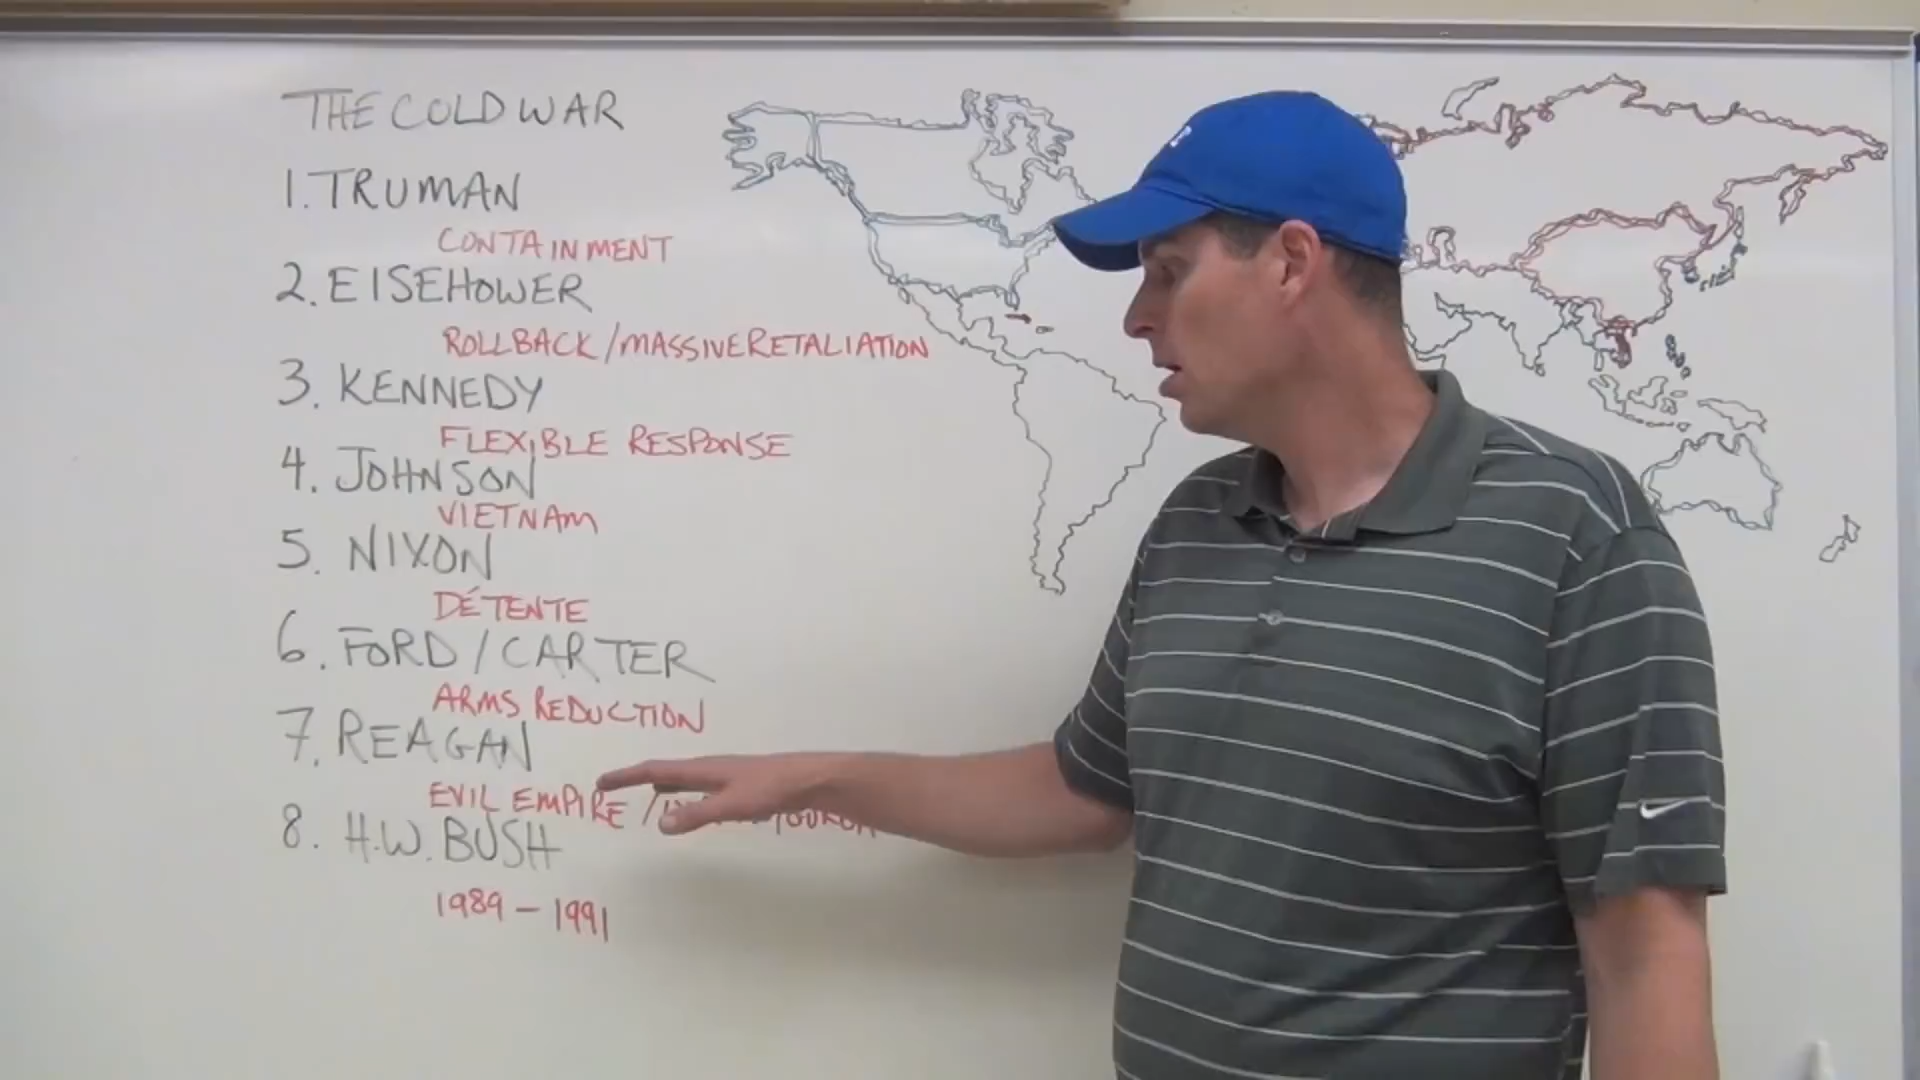 THE COLD WAR
1. TRUMAN
CONTAINMENT
2. EISEHOWER
ROLLBACK / MASSIVE RETALIATION
3. KENNEDY
FLEXIBLE RESPONSE
4. JOHNSON
VIETNAM
5. NIXON
DÉTENTE
6. FORD / CARTER
ARMS REDUCTION
7. REAGAN
EVIL EMPIRE /
8. H.W. BUSH
1989 - 1991